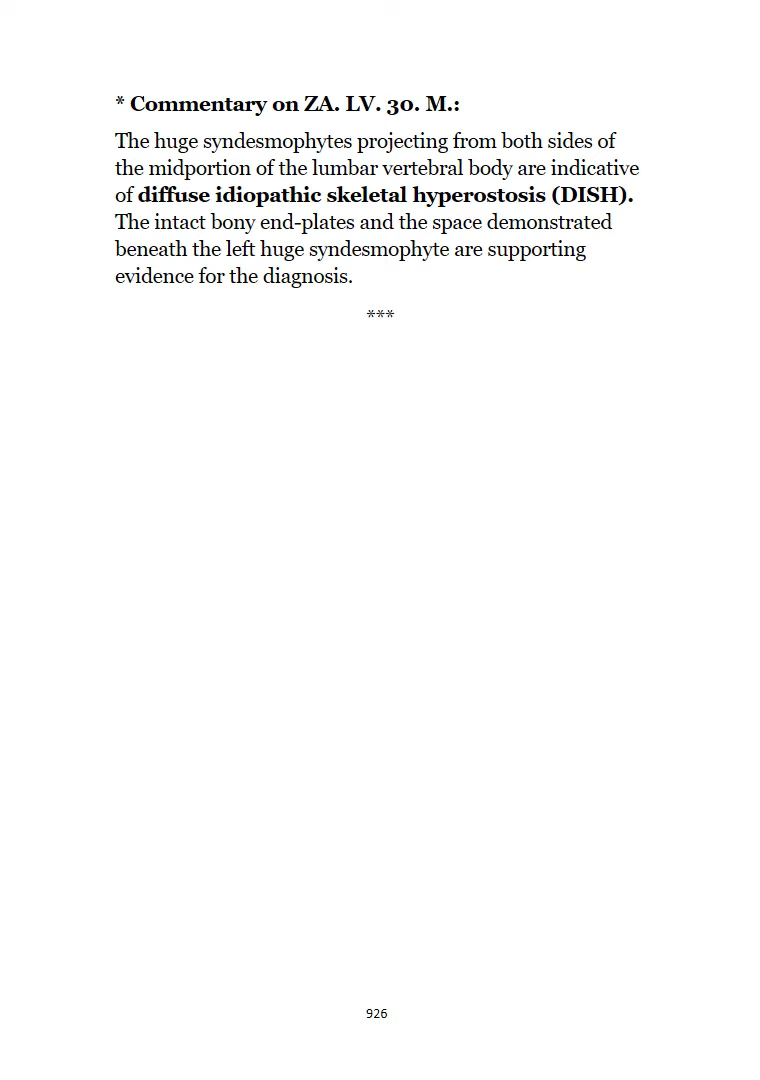 * Commentary on ZA. LV. 30. M.:
The huge syndesmophytes projecting from both sides of
the midportion of the lumbar vertebral body are indicative
of diffuse idiopathic skeletal hyperostosis (DISH).
The intact bony end-plates and the space demonstrated
beneath the left huge syndesmophyte are supporting
evidence for the diagnosis.
***
926